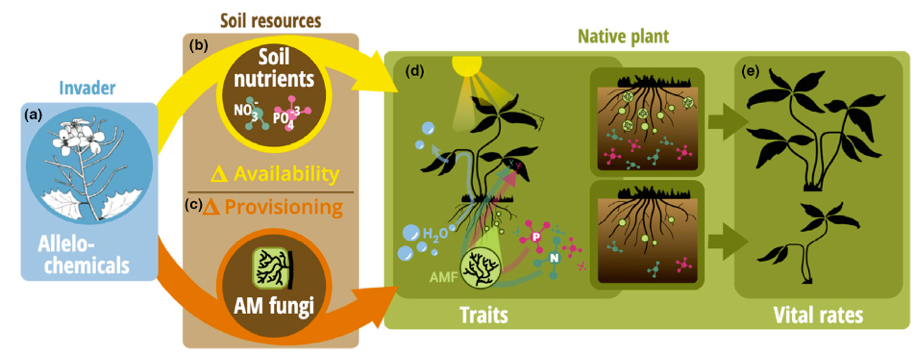 Soil resources
Native plant
Invader
(a)
(b)
Soil
nutrients
NO3-
PO4-3
Δ Availability
(c)
Δ Provisioning
Allelo-
chemicals
AM fungi
(d)
H2O
P
N
AMF
Traits
(e)
Vital rates